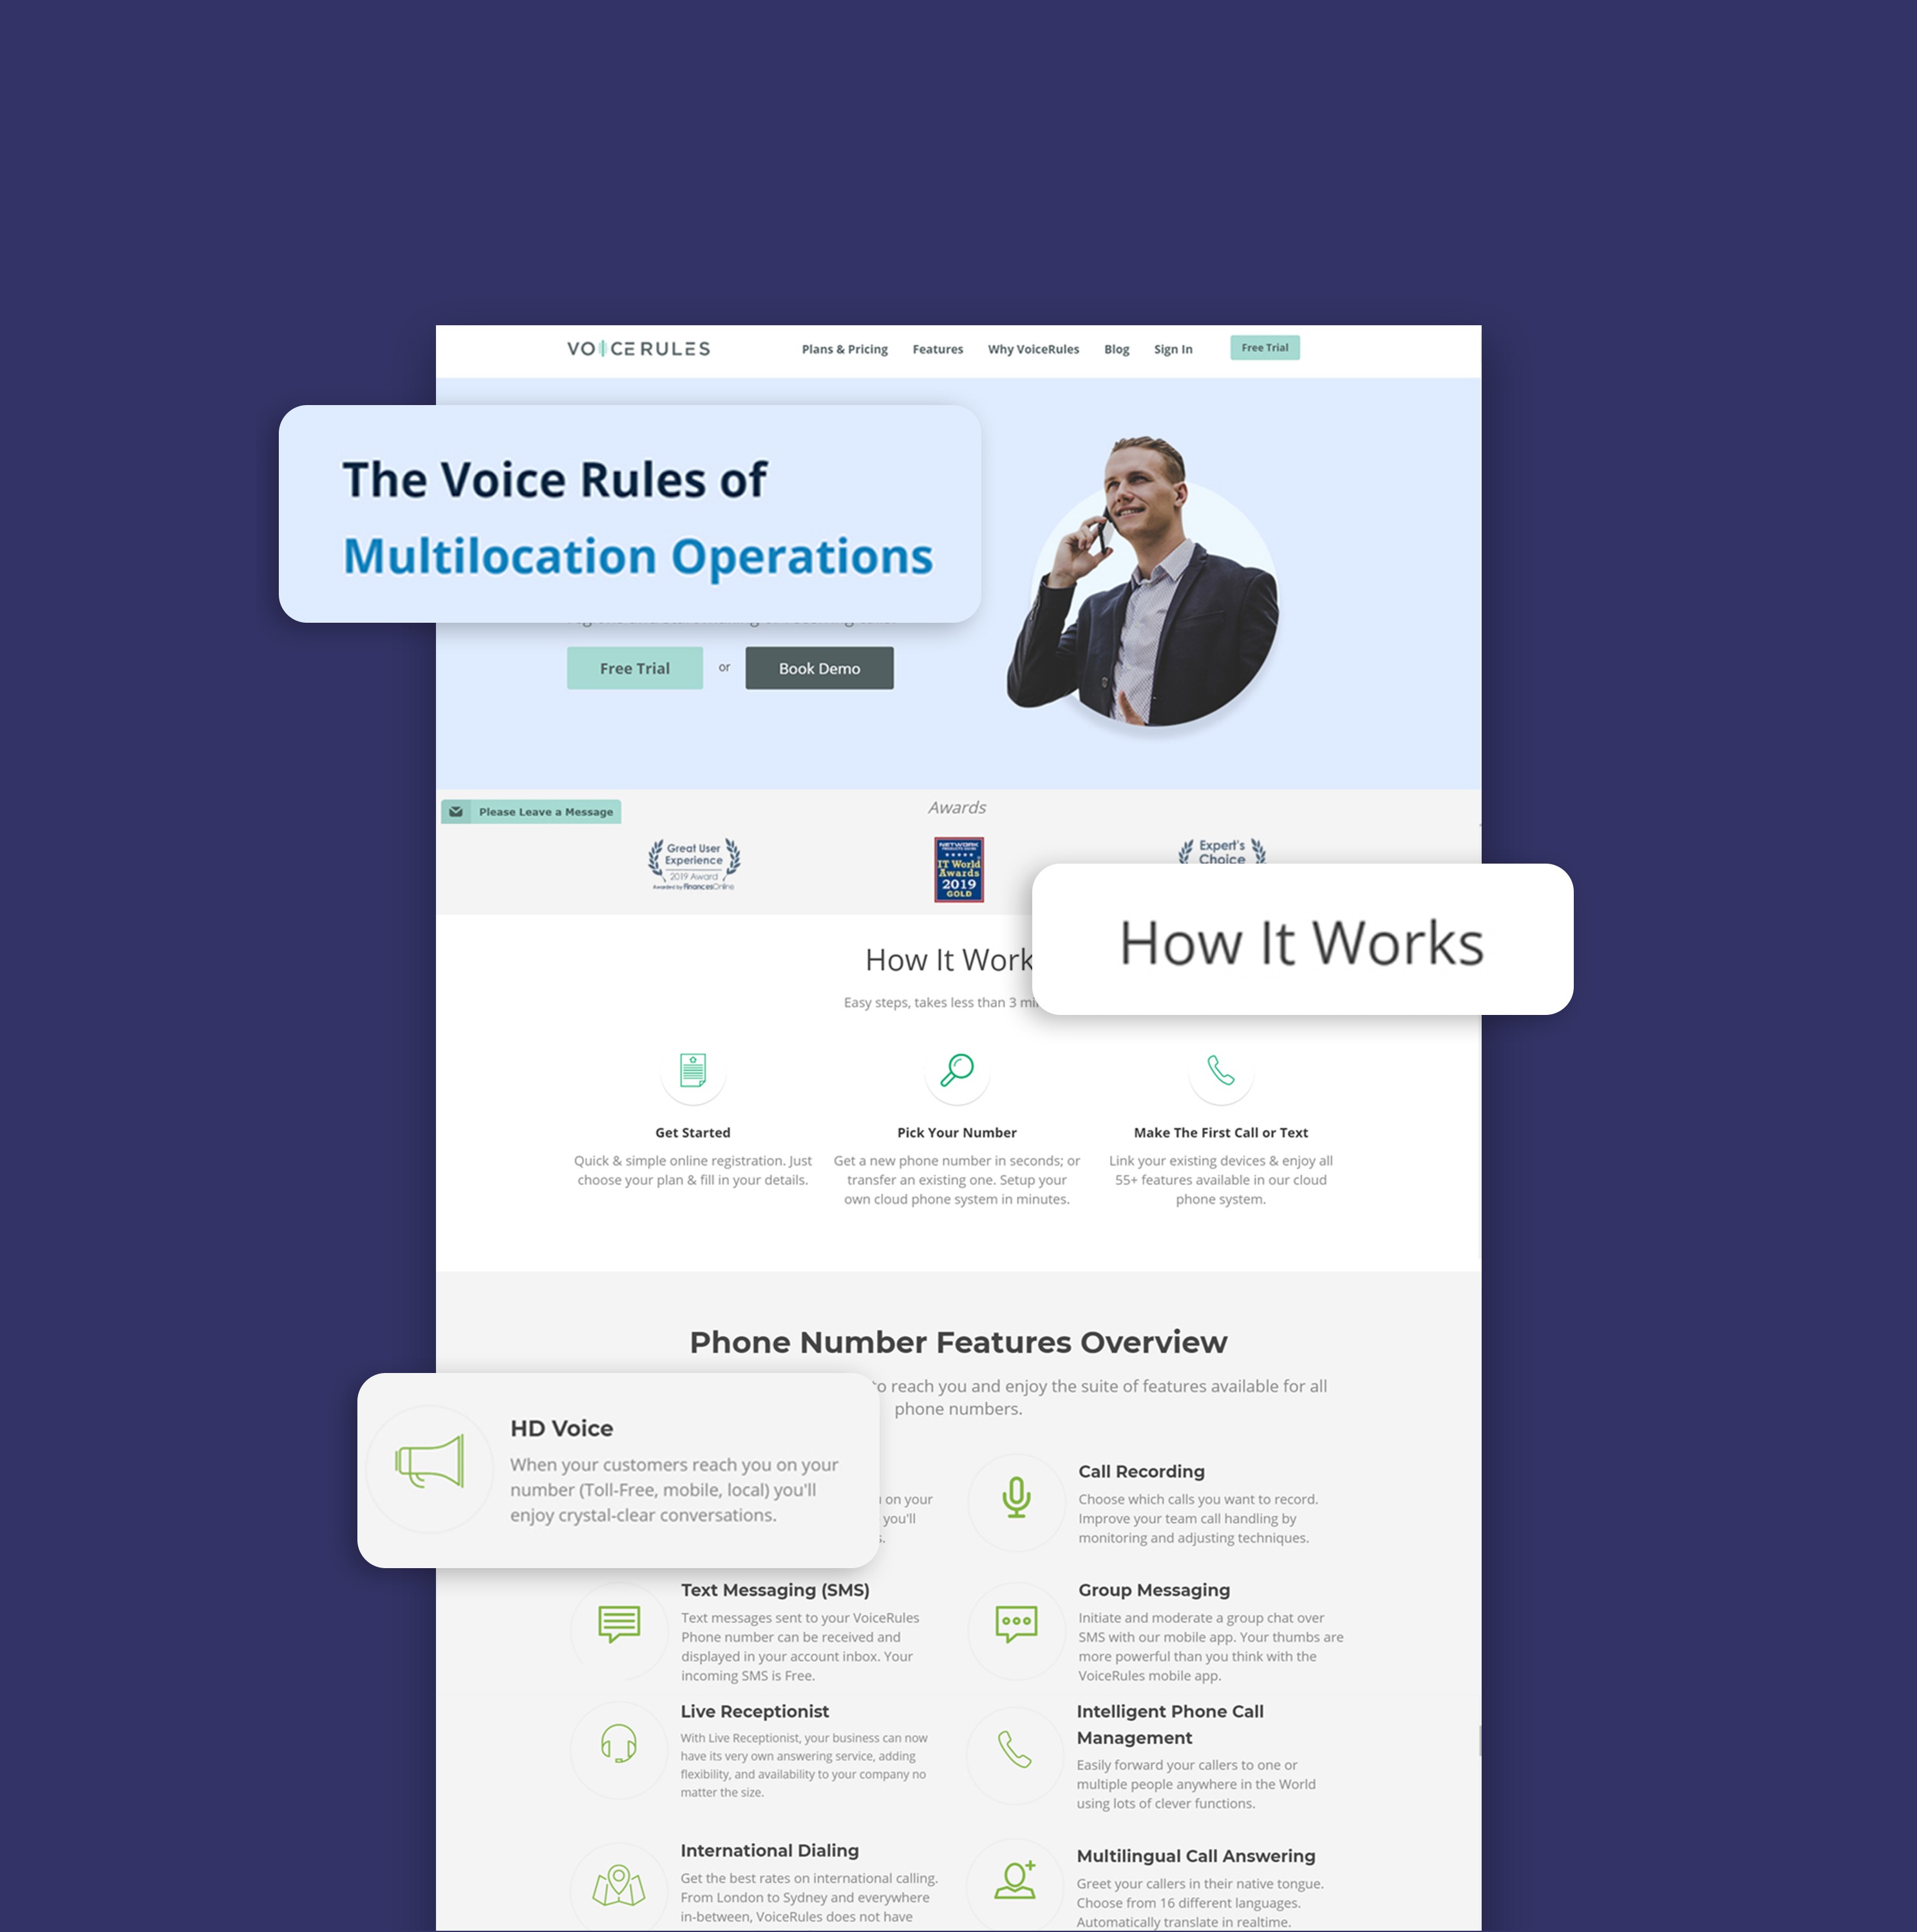 VOICERULES
Plans & Pricing
Features
Why VoiceRules
Blog
Sign In
Free Trial
The Voice Rules of
Multilocation Operations
Free Trial
or
Book Demo
Please Leave a Message
Awards
Great User
Experience
2019 Award
Awarded by FinancesOnline
NETWORK
PRODUCTS GUIDE
IT World
Awards
2019
GOLD
Expert's
Choice
How It Works
How It Work
Easy steps, takes less than 3
Get Started
Quick & simple online registration. Just
choose your plan & fill in your details.
Pick Your Number
Get a new phone number in seconds; or
transfer an existing one. Setup your
own cloud phone system in minutes.
Make The First Call or Text
Link your existing devices & enjoy all
55+ features available in our cloud
phone system.
Phone Number Features Overview
to reach you and enjoy the suite of features available for all
phone numbers.
HD Voice
When your customers reach you on your
number (Toll-Free, mobile, local) you'll
enjoy crystal-clear conversations.
on your
you'll
Call Recording
Choose which calls you want to record.
Improve your team call handling by
monitoring and adjusting techniques.
Text Messaging (SMS)
Text messages sent to your VoiceRules
Phone number can be received and
displayed in your account inbox. Your
incoming SMS is Free.
Group Messaging
Initiate and moderate a group chat over
SMS with our mobile app. Your thumbs are
more powerful than you think with the
VoiceRules mobile app.
Live Receptionist
With Live Receptionist, your business can now
have its very own answering service, adding
flexibility, and availability to your company no
matter the size.
Intelligent Phone Call
Management
Easily forward your callers to one or
multiple people anywhere in the World
using lots of clever functions.
International Dialing
Get the best rates on international calling.
From London to Sydney and everywhere
in-between, VoiceRules does not have
Multilingual Call Answering
Greet your callers in their native tongue.
Choose from 16 different languages.
Automatically translate in realtime.